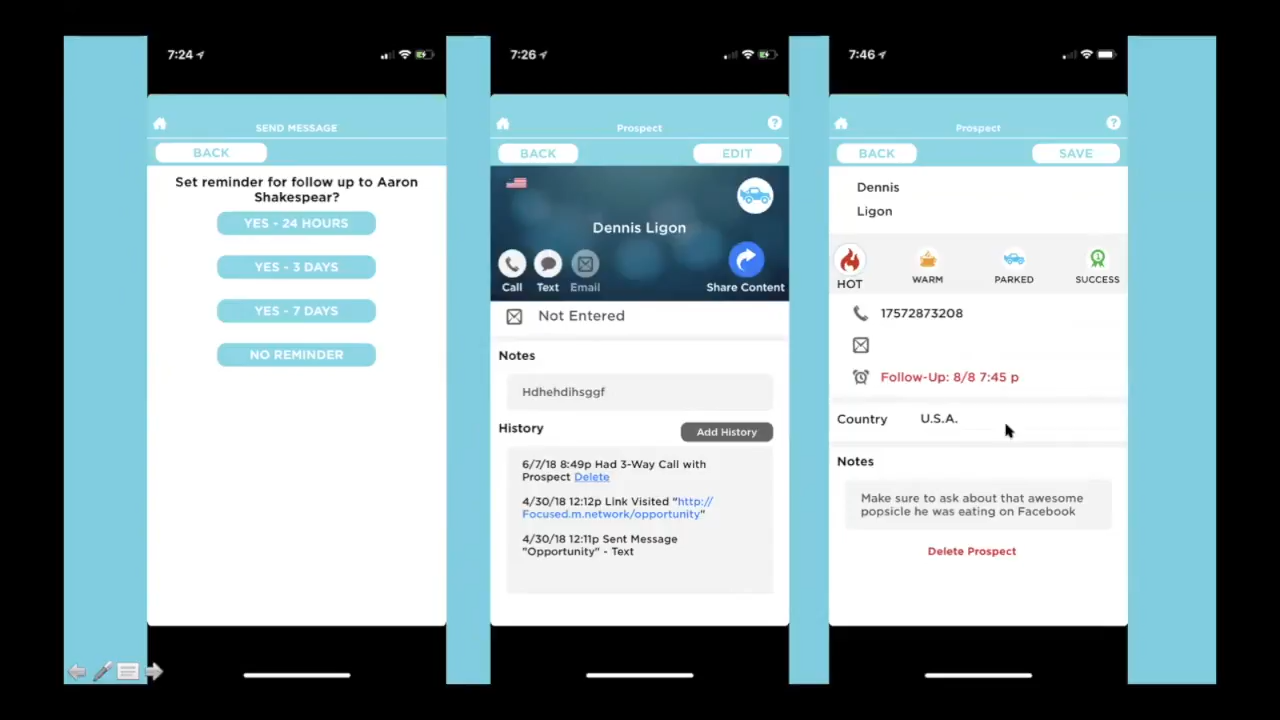 7:24
SEND MESSAGE
BACK
Set reminder for follow up to Aaron
Shakespear?
YES - 24 HOURS
YES - 3 DAYS
YES - 7 DAYS
NO REMINDER
7:26
Prospect
?
BACK
EDIT
Dennis Ligon
Call
Text
Email
Share Content
Not Entered
Notes
Hdhehdihsggf
History
Add History
6/7/18 8:49p Had 3-Way Call with
Prospect Delete
4/30/18 12:12p Link Visited "http://
Focused.m.network/opportunity"
4/30/18 12:11p Sent Message
"Opportunity" - Text
7:46
Prospect
?
BACK
SAVE
Dennis
Ligon
HOT
WARM
PARKED
1
SUCCESS
17572873208
Follow-Up: 8/8 7:45 p
Country
U.S.A.
Notes
Make sure to ask about that awesome
popsicle he was eating on Facebook
Delete Prospect